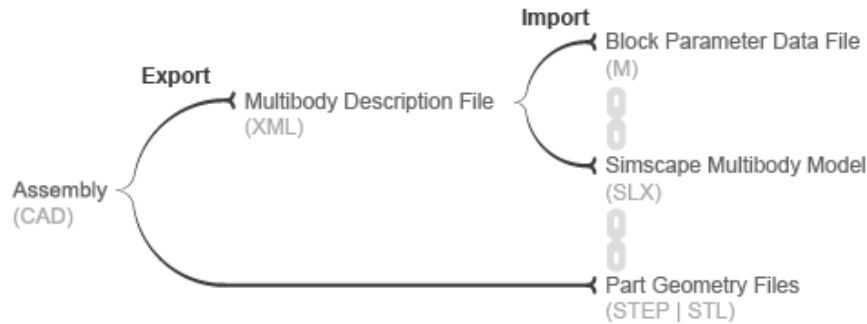 Import
Block Parameter Data File
(M)
Export
Multibody Description File
(XML)
Simscape Multibody Model
(SLX)
Assembly
(CAD)
Part Geometry Files
(STEP | STL)